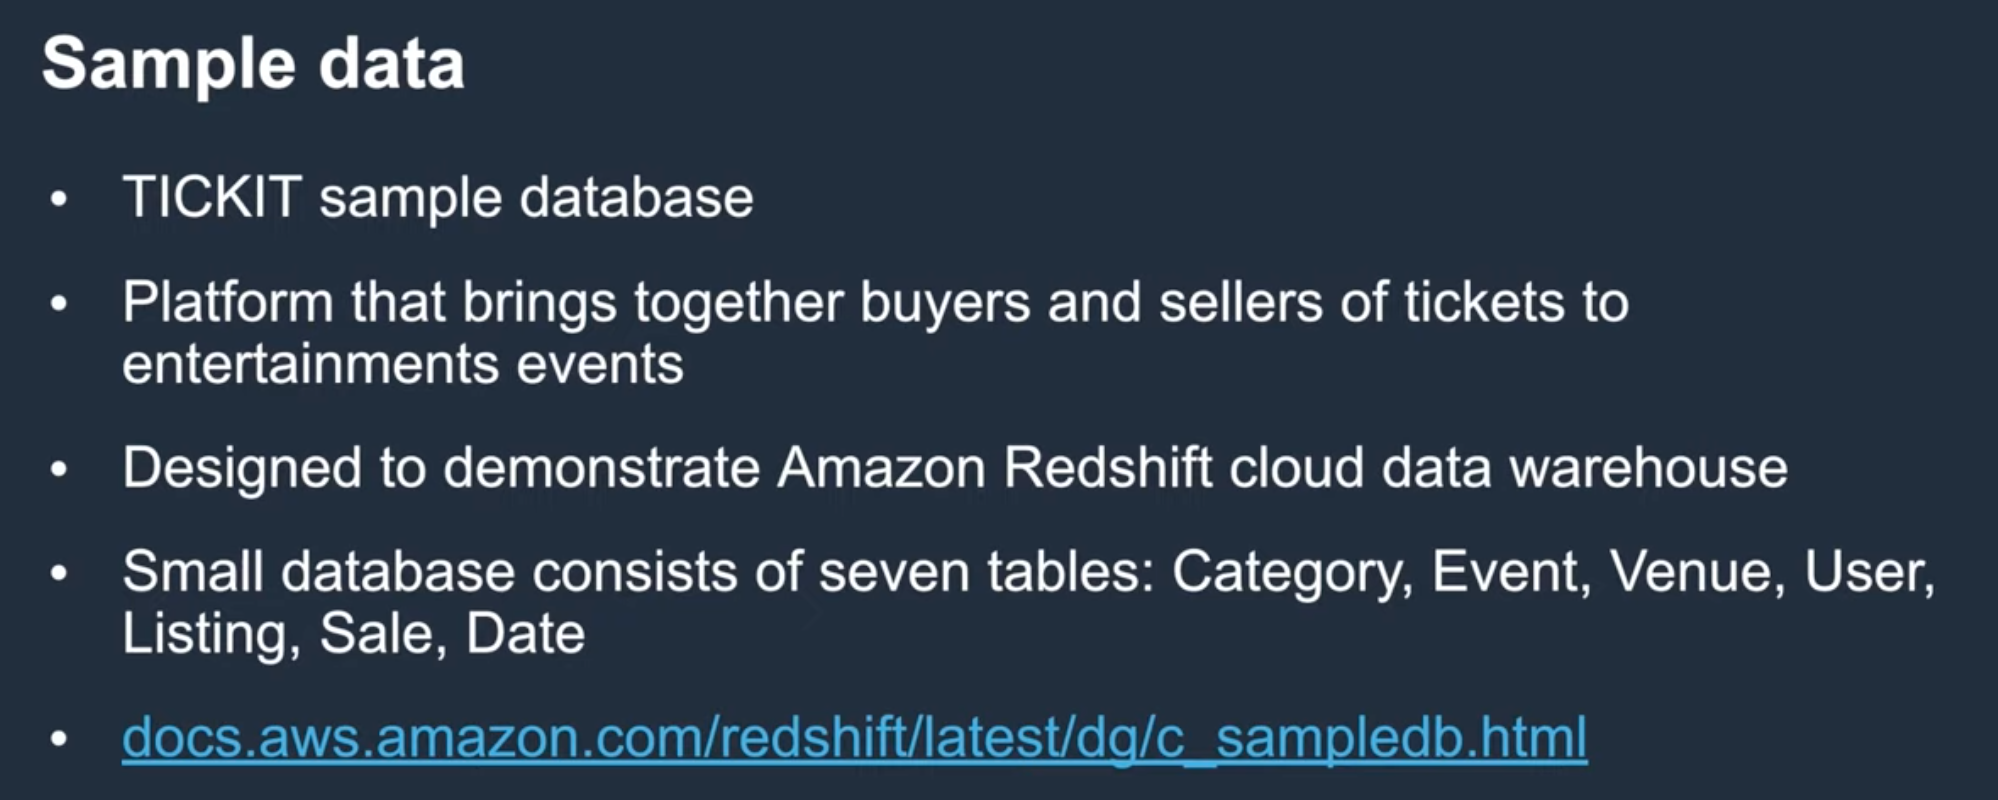 Sample data
• TICKIT sample database
• Platform that brings together buyers and sellers of tickets to
entertainments events
• Designed to demonstrate Amazon Redshift cloud data warehouse
• Small database consists of seven tables: Category, Event, Venue, User,
Listing, Sale, Date
• docs.aws.amazon.com/redshift/latest/dg/c_sampledb.html